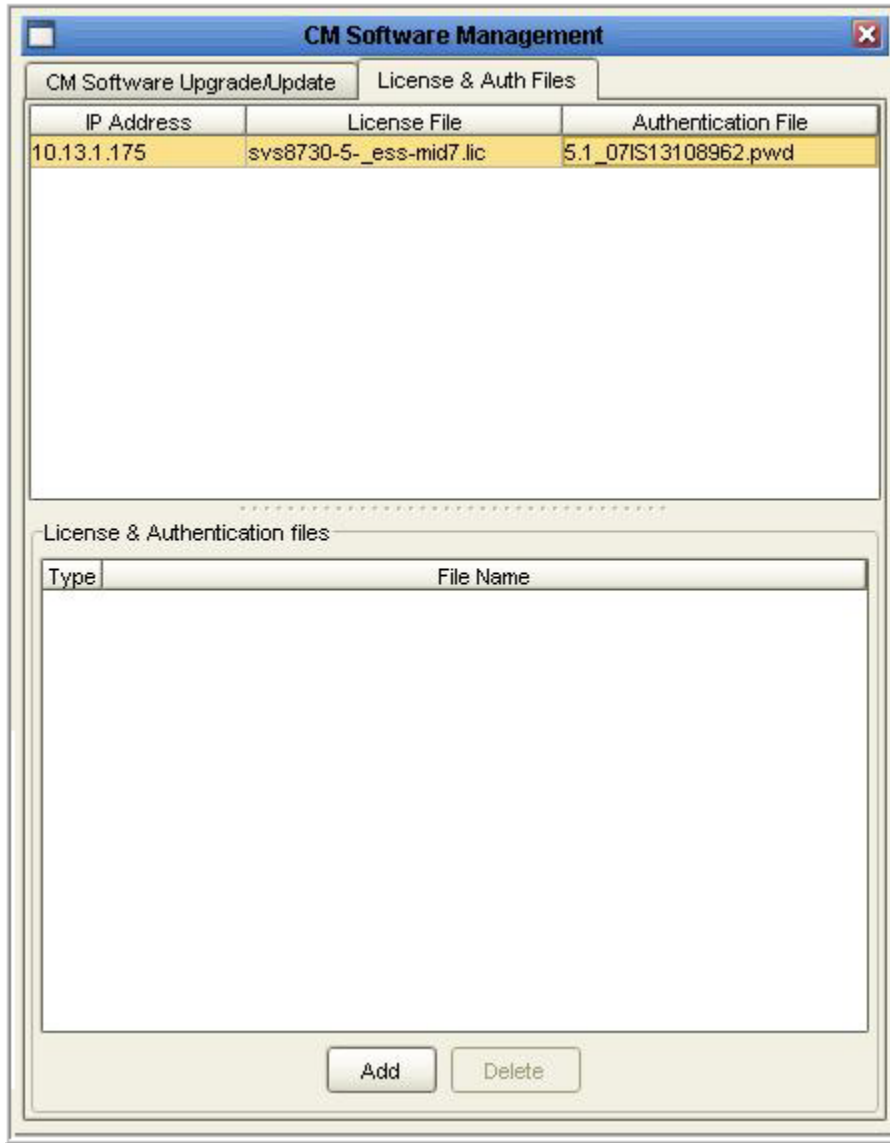 CM Software Management
CM Software Upgrade/Update License & Auth Files
IP Address License File Authentication File
10.13.1.175 svs8730-5-_ess-mid7.lic 5.1_07IS13108962.pwd
License & Authentication files
Type File Name
Add Delete